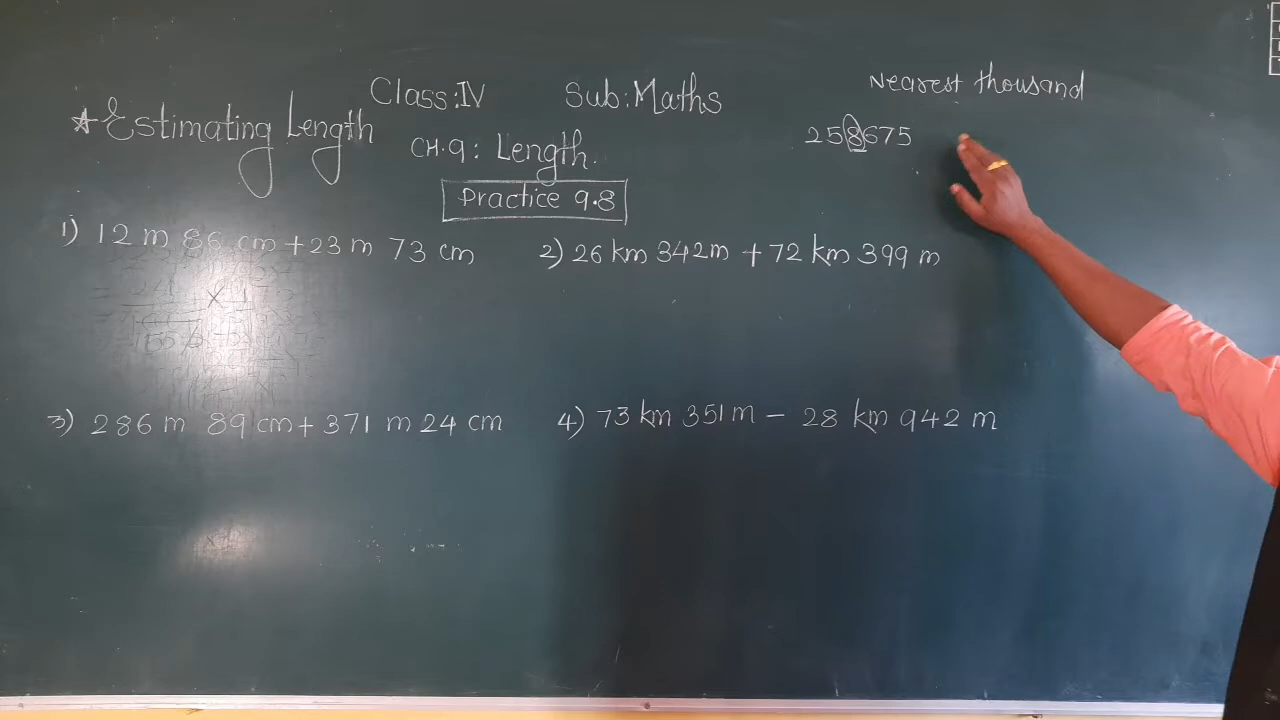 Class:IV Sub:Maths
Nearest thousand
★ Estimating Length
CH.9: Length.
258675
Practice 9.8
1) 12 m 86 cm + 23 m 73 cm
2) 26 km 342m + 72 km 399 m
3) 286 m 89 cm + 371 m 24 cm
4) 73 km 351 m - 28 km 942 m